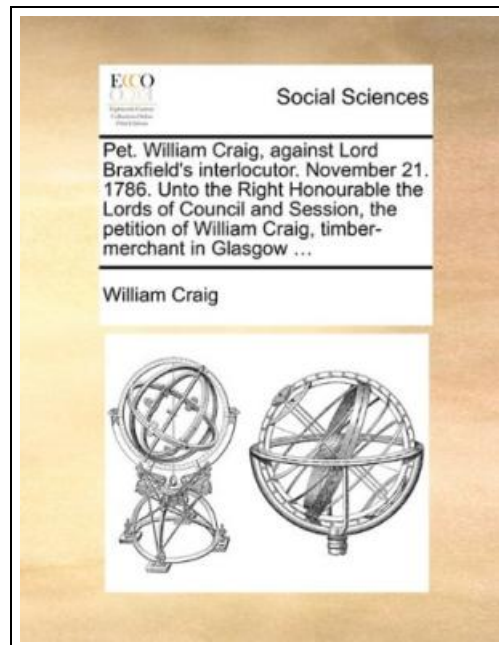 ECCO
Social Sciences
Pet. William Craig, against Lord
Braxfield's interlocutor. November 21.
1786. Unto the Right Honourable the
Lords of Council and Session, the
petition of William Craig, timber-
merchant in Glasgow ...
William Craig